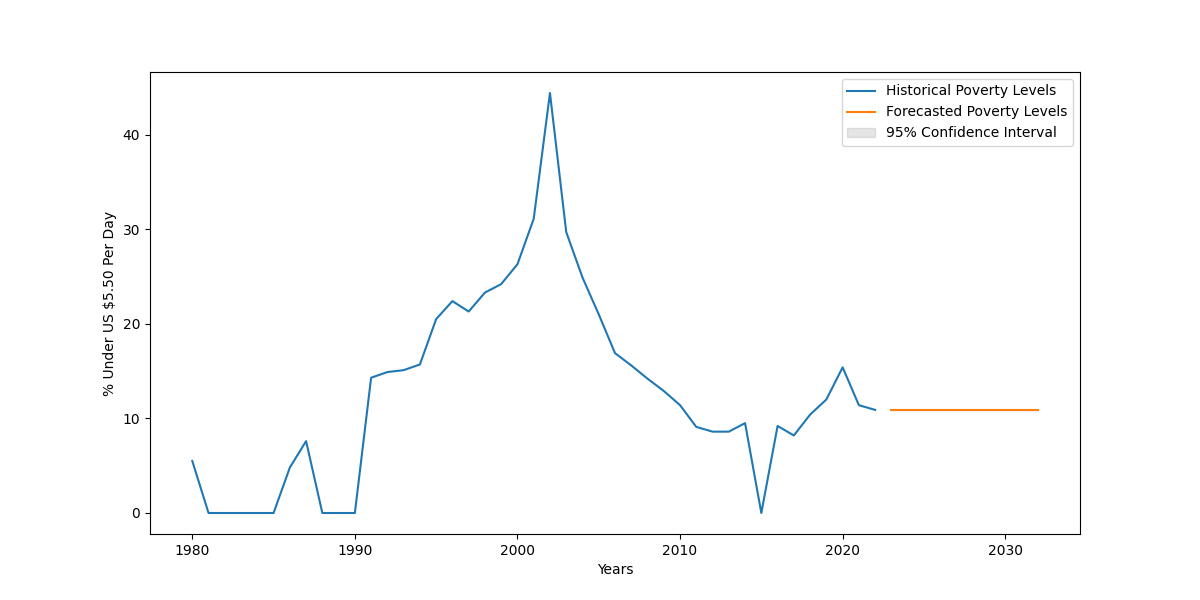 Historical Poverty Levels
Forecasted Poverty Levels
95% Confidence Interval
% Under US $5.50 Per Day
40
30
20
10
0
1980 1990 2000 2010 2020 2030
Years